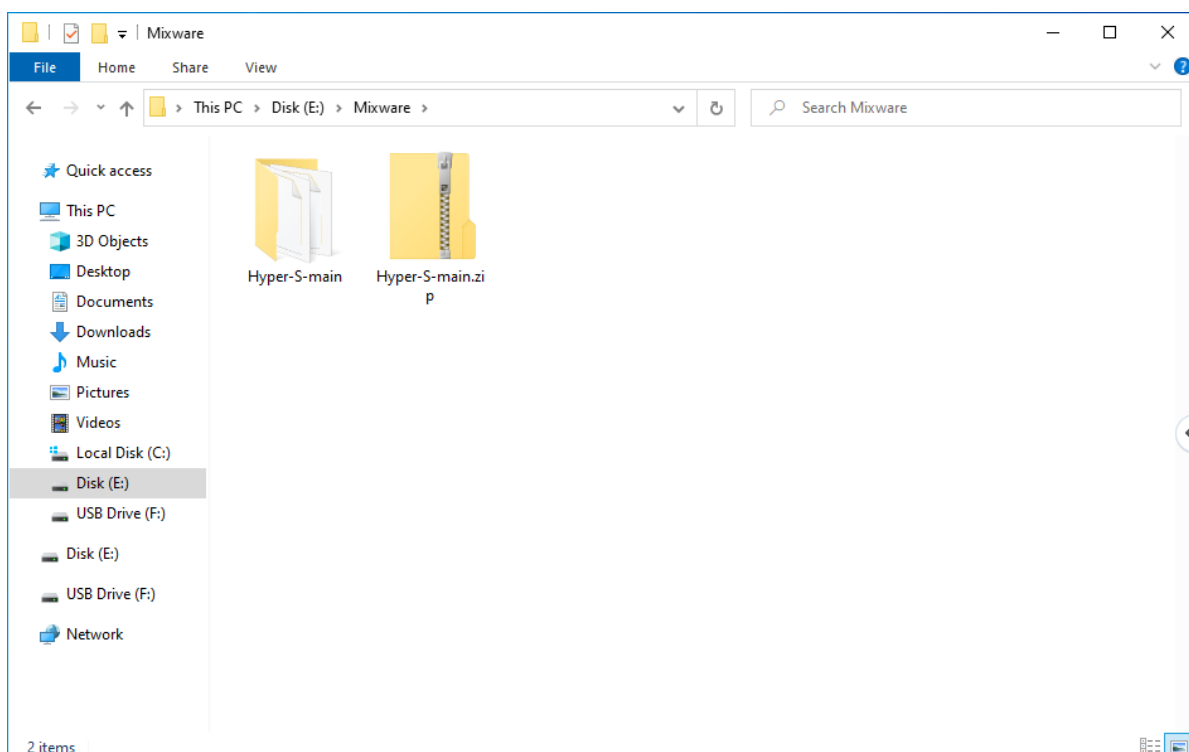 Mixware
File Home Share View
This PC > Disk (E:) > Mixware >
Search Mixware
Quick access
This PC
3D Objects
Desktop
Documents
Downloads
Music
Pictures
Videos
Local Disk (C:)
Disk (E:)
USB Drive (F:)
Disk (E:)
USB Drive (F:)
Network
Hyper-S-main
Hyper-S-main.zi
p
2 items